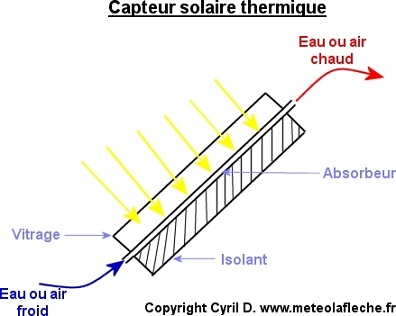 Capteur solaire thermique
Eau ou air
chaud
Absorbeur
Vitrage
Isolant
Eau ou air
froid
Copyright Cyril D. www.meteolafleche.fr